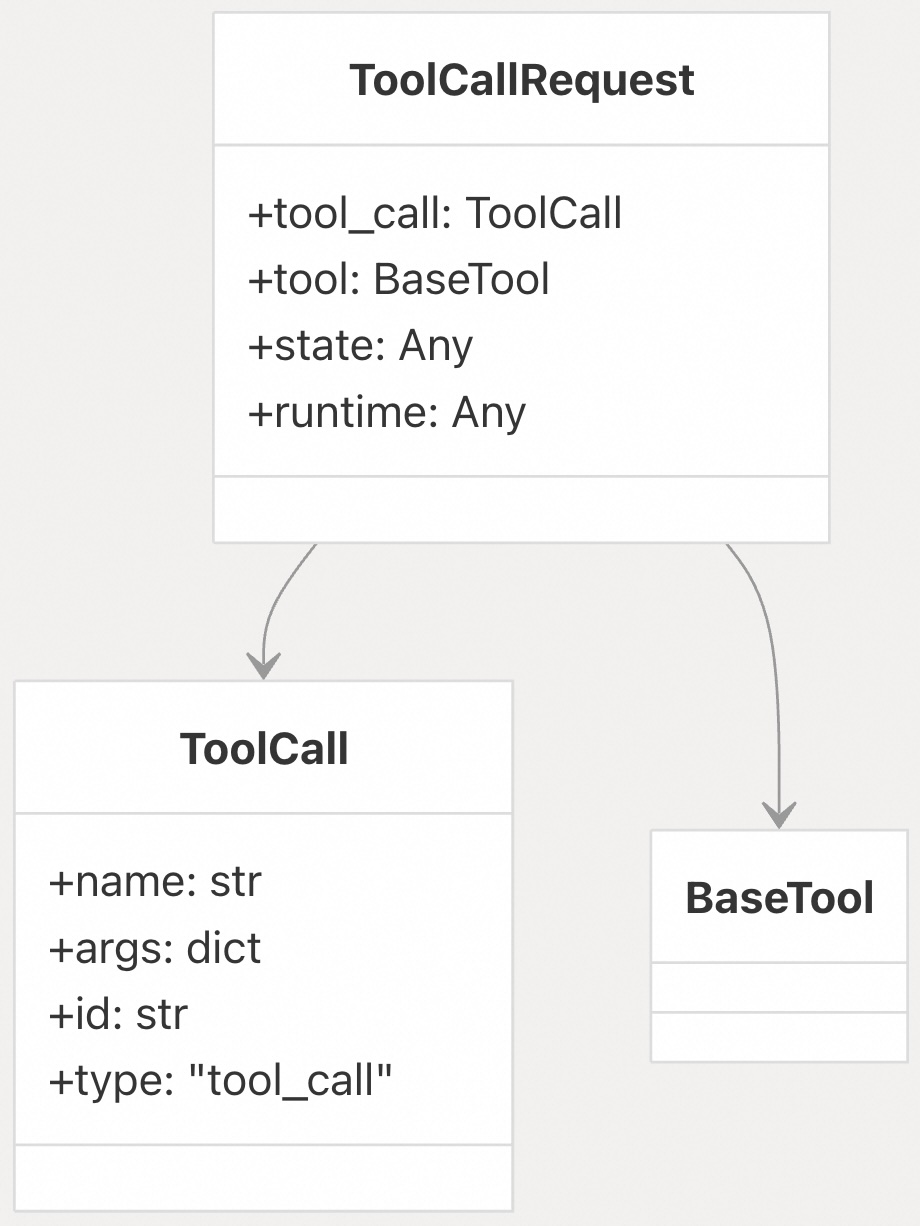 ToolCallRequest
+tool_call: ToolCall
+tool: BaseTool
+state: Any
+runtime: Any
ToolCall
+name: str
+args: dict
+id: str
+type: "tool_call"
BaseTool